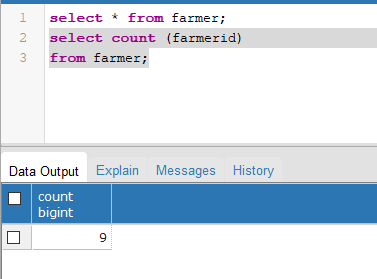 1 select * from farmer;
2 select count (farmerid)
3 from farmer;
Data Output Explain Messages History
count
bigint
9